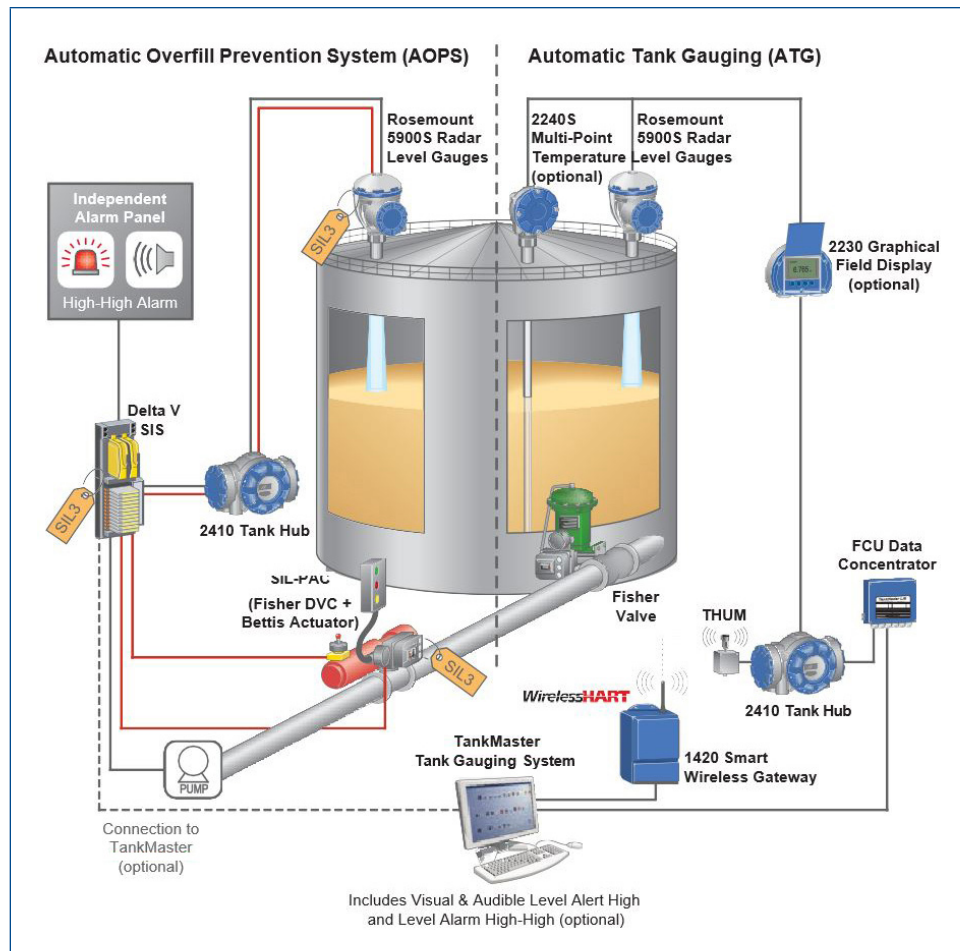 Automatic Overfill Prevention System (AOPS)
Automatic Tank Gauging (ATG)
Rosemount
5900S Radar
Level Gauges
2240S
Multi-Point
Temperature
(optional)
Rosemount
5900S Radar
Level Gauges
Independent
Alarm Panel
High-High Alarm
SIL3
2230 Graphical
Field Display
(optional)
Delta V
SIS
SIL3
2410 Tank Hub
SIL-PAC
(Fisher DVC +
Bettis Actuator)
SIL3
Fisher
Valve
FCU Data
Concentrator
THUM
2410 Tank Hub
WirelessHART
1420 Smart
Wireless Gateway
TankMaster
Tank Gauging System
PUMP
Connection to
TankMaster
(optional)
Includes Visual & Audible Level Alert High
and Level Alarm High-High (optional)